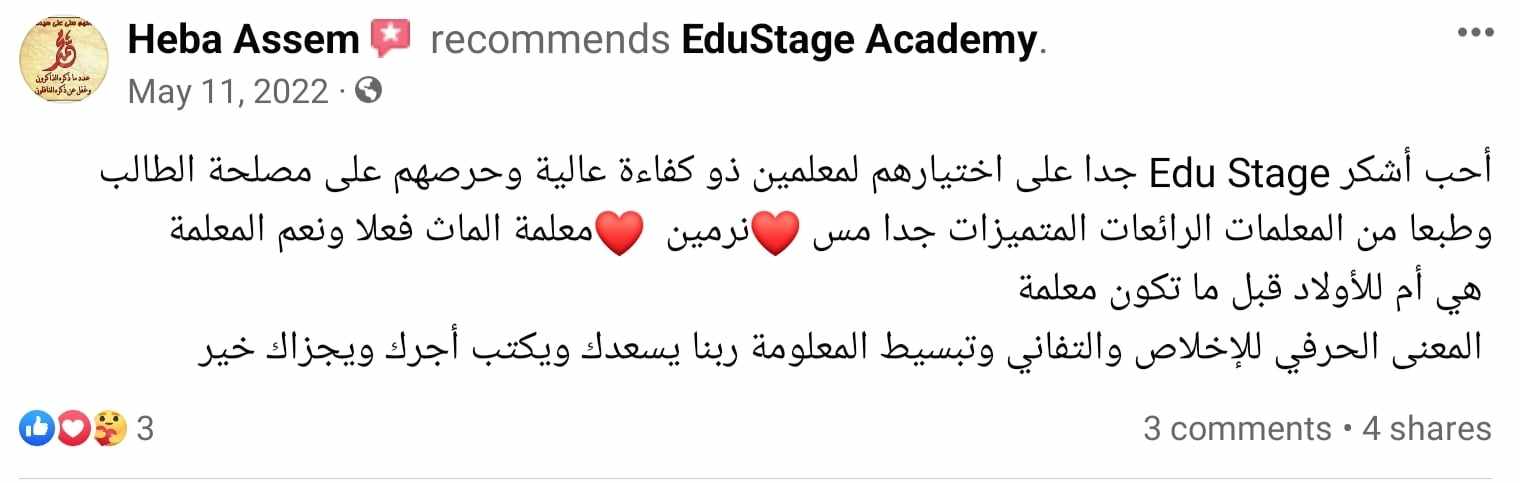 Heba Assem recommends EduStage Academy.
May 11, 2022 ·
أحب أشكر Edu Stage جدا على اختيارهم لمعلمين ذو كفاءة عالية وحرصهم على مصلحة الطالب
وطبعا من المعلمات الرائعات المتميزات جدا مس ❤️نرمين ❤️معلمة الماث فعلا ونعم المعلمة
هي أم للأولاد قبل ما تكون معلمة
المعنى الحرفي للإخلاص والتفاني وتبسيط المعلومة ربنا يسعدك ويكتب أجرك ويجزاك خير
3
3 comments • 4 shares